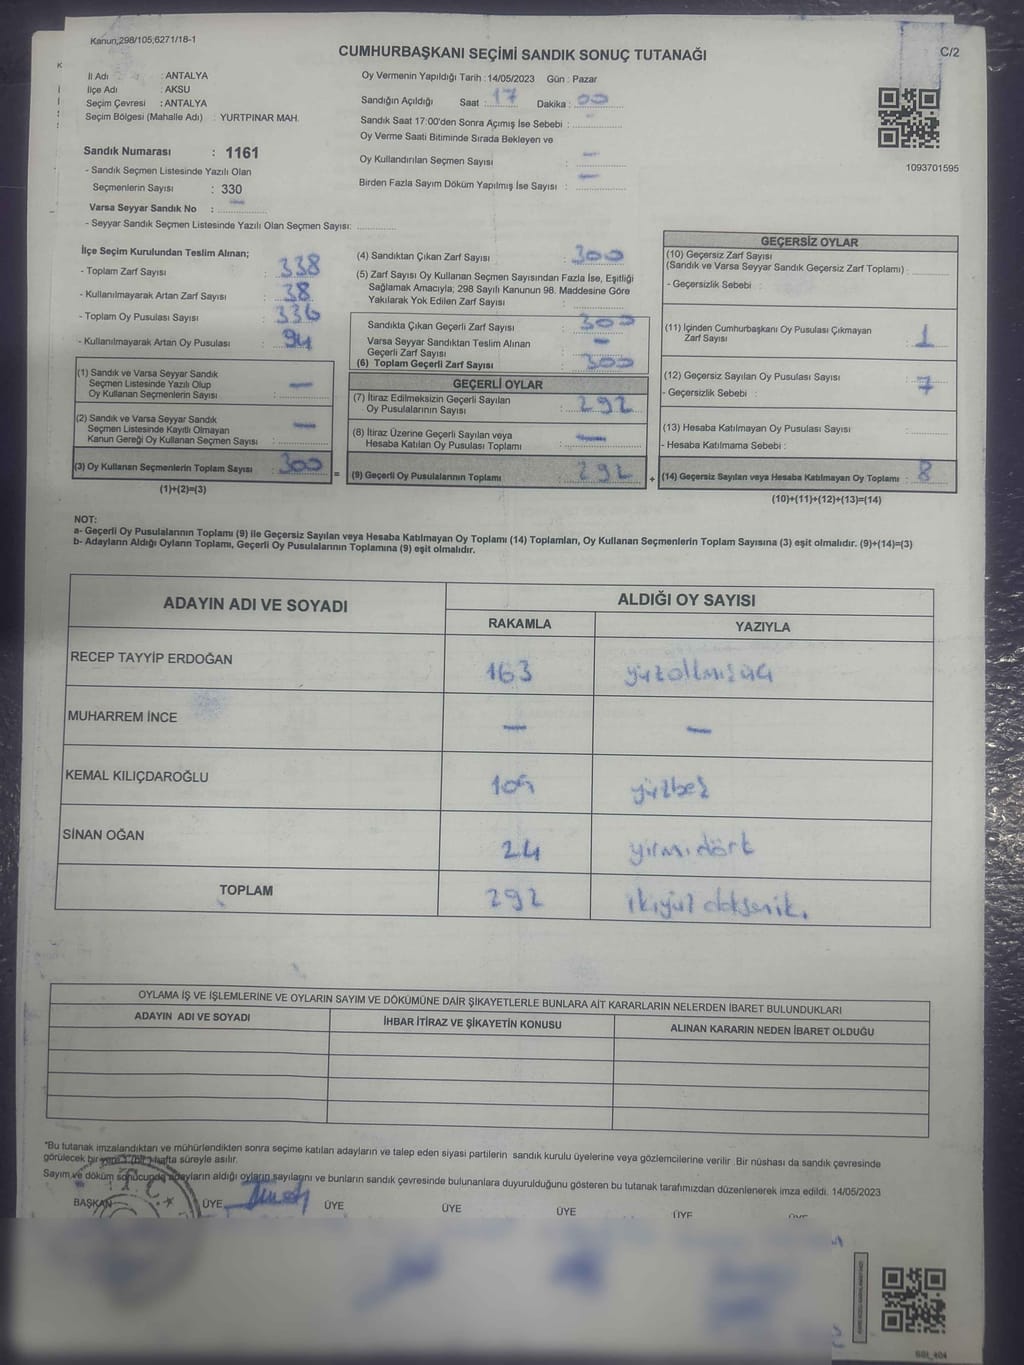 Kanun,298/105,6271/18-1
CUMHURBAŞKANI SEÇİMİ SANDIK SONUÇ TUTANAĞI
C/2
İl Adı : ANTALYA
İlçe Adı : AKSU
Seçim Çevresi : ANTALYA
Seçim Bölgesi (Mahalle Adı) : YURTPINAR MAH.
Oy Vermenin Yapıldığı Tarih : 14/05/2023 Gün : Pazar
Sandığın Açıldığı Saat : 17 Dakika : 00
Sandık Saat 17:00'den Sonra Açımış İse Sebebi : -
Oy Verme Saati Bitiminde Sırada Bekleyen ve
Oy Kullandırılan Seçmen Sayısı : -
Birden Fazla Sayım Döküm Yapılmış İse Sayısı : -
1093701595
Sandık Numarası : 1161
- Sandık Seçmen Listesinde Yazılı Olan
Seçmenlerin Sayısı : 330
Varsa Seyyar Sandık No : -
- Seyyar Sandık Seçmen Listesinde Yazılı Olan Seçmen Sayısı:
İlçe Seçim Kurulundan Teslim Alınan;
- Toplam Zarf Sayısı : 338
- Kullanılmayarak Artan Zarf Sayısı : 38
- Toplam Oy Pusulası Sayısı : 336
- Kullanılmayarak Artan Oy Pusulası : 94
(1) Sandık ve Varsa Seyyar Sandık
Seçmen Listesinde Yazılı Olup
Oy Kullanan Seçmenlerin Sayısı : -
(2) Sandık ve Varsa Seyyar Sandık
Seçmen Listesinde Kayıtlı Olmayan
Kanun Gereği Oy Kullanan Seçmen Sayısı : -
(3) Oy Kullanan Seçmenlerin Toplam Sayısı : 300
(1)+(2)=(3)
(4) Sandıktan Çıkan Zarf Sayısı : 300
(5) Zarf Sayısı Oy Kullanan Seçmen Sayısından Fazla İse, Eşitliği
Sağlamak Amacıyla; 298 Sayılı Kanunun 98. Maddesine Göre
Yakılarak Yok Edilen Zarf Sayısı :
Sandıkta Çıkan Geçerli Zarf Sayısı : 300
Varsa Seyyar Sandıktan Teslim Alınan
Geçerli Zarf Sayısı : -
(6) Toplam Geçerli Zarf Sayısı : 300
GEÇERLİ OYLAR
(7) İtiraz Edilmeksizin Geçerli Sayılan
Oy Pusulalarının Sayısı : 292
(8) İtiraz Üzerine Geçerli Sayılan veya
Hesaba Katılan Oy Pusulası Toplamı : -
= (9) Geçerli Oy Pusulalarının Toplamı : 292
GEÇERSİZ OYLAR
(10) Geçersiz Zarf Sayısı
(Sandık ve Varsa Seyyar Sandık Geçersiz Zarf Toplamı) :
- Geçersizlik Sebebi :
(11) İçinden Cumhurbaşkanı Oy Pusulası Çıkmayan
Zarf Sayısı : 1
(12) Geçersiz Sayılan Oy Pusulası Sayısı : 7
- Geçersizlik Sebebi :
(13) Hesaba Katılmayan Oy Pusulası Sayısı :
- Hesaba Katılmama Sebebi :
+ (14) Geçersiz Sayılan veya Hesaba Katılmayan Oy Toplamı : 8
(10)+(11)+(12)+(13)=(14)
NOT:
a- Geçerli Oy Pusulalarının Toplamı (9) ile Geçersiz Sayılan veya Hesaba Katılmayan Oy Toplamı (14) Toplamları, Oy Kullanan Seçmenlerin Toplam Sayısına (3) eşit olmalıdır. (9)+(14)=(3)
b- Adayların Aldığı Oyların Toplamı, Geçerli Oy Pusulalarının Toplamına (9) eşit olmalıdır.
ADAYIN ADI VE SOYADI
ALDIĞI OY SAYISI
RAKAMLA YAZIYLA
RECEP TAYYİP ERDOĞAN 163 yüzaltmışüç
MUHARREM İNCE - -
KEMAL KILIÇDAROĞLU 105 yüzbeş
SİNAN OĞAN 24 yirmidört
TOPLAM 292 ikiyüzdoksaniki
OYLAMA İŞ VE İŞLEMLERİNE VE OYLARIN SAYIM VE DÖKÜMÜNE DAİR ŞİKAYETLERLE BUNLARA AİT KARARLARIN NELERDEN İBARET BULUNDUKLARI
ADAYIN ADI VE SOYADI İHBAR İTİRAZ VE ŞİKAYETİN KONUSU ALINAN KARARIN NEDEN İBARET OLDUĞU
*Bu tutanak imzalandıktan ve mühürlendikten sonra seçime katılan adayların ve talep eden siyasi partilerin sandık kurulu üyelerine veya gözlemcilerine verilir. Bir nüshası da sandık çevresinde
görülecek bir yere 1 (bir) hafta süreyle asılır.
Sayım ve döküm sonucunda adayların aldığı oyların sayılarını ve bunların sandık çevresinde bulunanlara duyurulduğunu gösteren bu tutanak tarafımızdan düzenlenerek imza edildi. 14/05/2023
T.C.
BAŞKAN ÜYE ÜYE ÜYE ÜYE ÜYE ÜYE